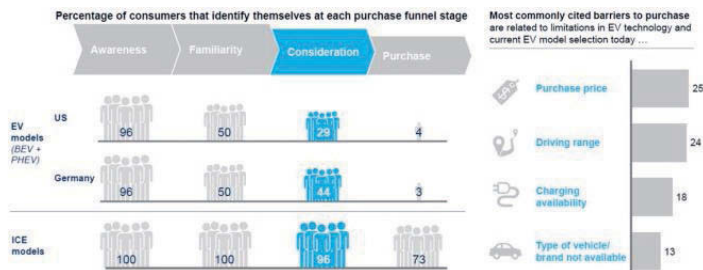 Percentage of consumers that identify themselves at each purchase funnel stage
Awareness
Familiarity
Consideration
Purchase
EV
models
(BEV +
PHEV)
US
96
50
29
4
Germany
96
50
44
3
ICE
models
100
100
96
73
Most commonly cited barriers to purchase
are related to limitations in EV technology and
current EV model selection today ...
Purchase price
25
Driving range
24
Charging
availability
18
Type of vehicle/
brand not available
13